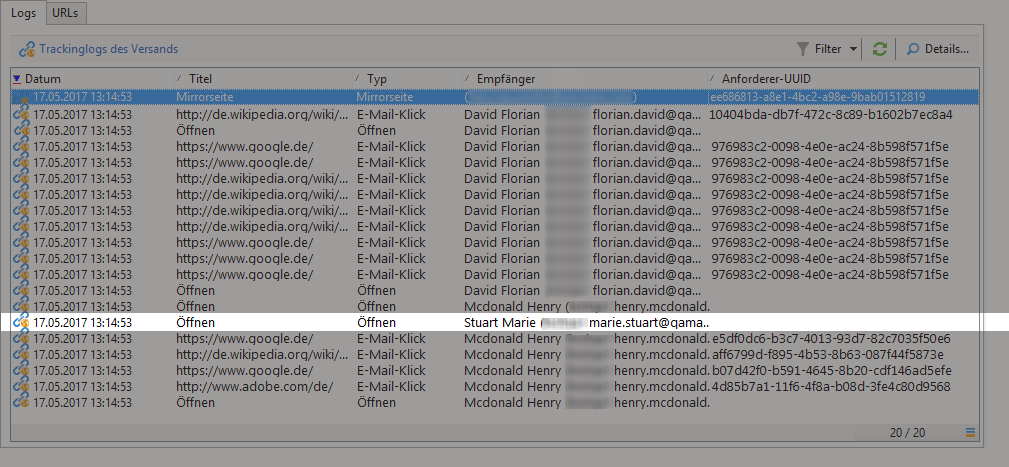 Logs URLs
Trackinglogs des Versands Filter Details...
Datum Titel Typ Empfänger Anforderer-UUID
17.05.2017 13:14:53 Mirrorseite Mirrorseite ( ) ee686813-a8e1-4bc2-a98e-9bab01512819
17.05.2017 13:14:53 http://de.wikipedia.org/wiki/... E-Mail-Klick David Florian florian.david@qa... 10404bda-db7f-472c-8c89-b1602b7ec8a4
17.05.2017 13:14:53 Öffnen Öffnen David Florian florian.david@qa...
17.05.2017 13:14:53 https://www.google.de/ E-Mail-Klick David Florian florian.david@qa... 976983c2-0098-4e0e-ac24-8b598f571f5e
17.05.2017 13:14:53 https://www.google.de/ E-Mail-Klick David Florian florian.david@qa... 976983c2-0098-4e0e-ac24-8b598f571f5e
17.05.2017 13:14:53 http://de.wikipedia.org/wiki/... E-Mail-Klick David Florian florian.david@qa... 976983c2-0098-4e0e-ac24-8b598f571f5e
17.05.2017 13:14:53 http://de.wikipedia.org/wiki/... E-Mail-Klick David Florian florian.david@qa... 976983c2-0098-4e0e-ac24-8b598f571f5e
17.05.2017 13:14:53 http://de.wikipedia.org/wiki/... E-Mail-Klick David Florian florian.david@qa... 976983c2-0098-4e0e-ac24-8b598f571f5e
17.05.2017 13:14:53 http://de.wikipedia.org/wiki/... E-Mail-Klick David Florian florian.david@qa... 976983c2-0098-4e0e-ac24-8b598f571f5e
17.05.2017 13:14:53 https://www.google.de/ E-Mail-Klick David Florian florian.david@qa... 976983c2-0098-4e0e-ac24-8b598f571f5e
17.05.2017 13:14:53 https://www.google.de/ E-Mail-Klick David Florian florian.david@qa... 976983c2-0098-4e0e-ac24-8b598f571f5e
17.05.2017 13:14:53 https://www.google.de/ E-Mail-Klick David Florian florian.david@qa... 976983c2-0098-4e0e-ac24-8b598f571f5e
17.05.2017 13:14:53 Öffnen Öffnen David Florian florian.david@qa...
17.05.2017 13:14:53 Öffnen Öffnen Mcdonald Henry ( henry.mcdonald.
17.05.2017 13:14:53 Öffnen Öffnen Stuart Marie ( marie.stuart@qama..
17.05.2017 13:14:53 https://www.google.de/ E-Mail-Klick Mcdonald Henry henry.mcdonald. e5df0dc6-b3c7-4013-93d7-82c7035f50e6
17.05.2017 13:14:53 http://de.wikipedia.org/wiki/... E-Mail-Klick Mcdonald Henry henry.mcdonald. aff6799d-f895-4b53-8b63-087f44f5873e
17.05.2017 13:14:53 https://www.google.de/ E-Mail-Klick Mcdonald Henry henry.mcdonald. b07d42f0-b591-4645-8b20-cdf146ad5efe
17.05.2017 13:14:53 http://www.adobe.com/de/ E-Mail-Klick Mcdonald Henry henry.mcdonald. 4d85b7a1-11f6-4f8a-b08d-3fe4c80d9568
17.05.2017 13:14:53 Öffnen Öffnen Mcdonald Henry henry.mcdonald.
20 / 20